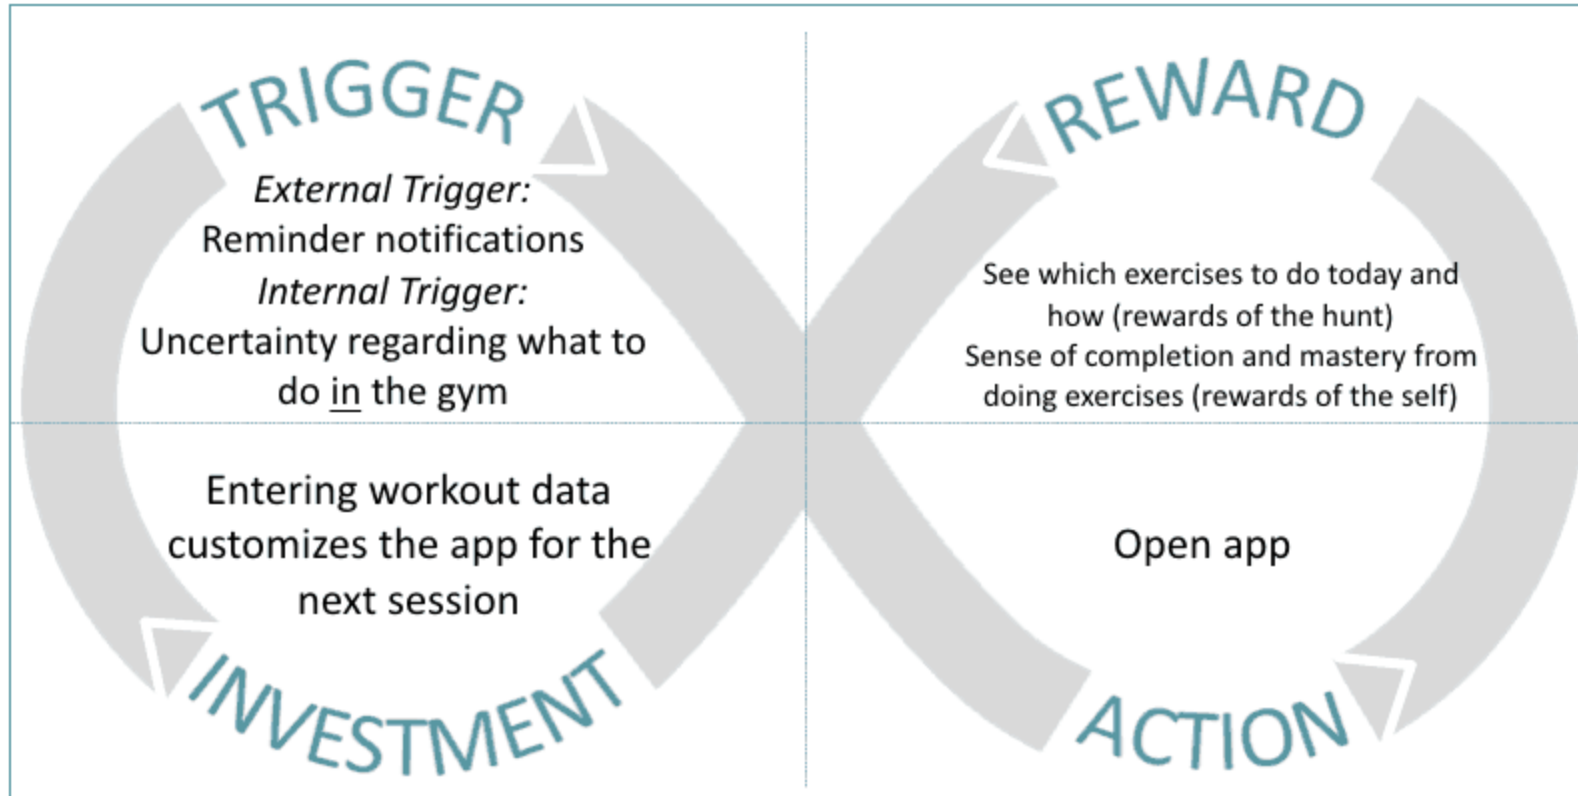 TRIGGER
External Trigger:
Reminder notifications
Internal Trigger:
Uncertainty regarding what to
do in the gym
REWARD
See which exercises to do today and
how (rewards of the hunt)
Sense of completion and mastery from
doing exercises (rewards of the self)
Entering workout data
customizes the app for the
next session
INVESTMENT
Open app
ACTION